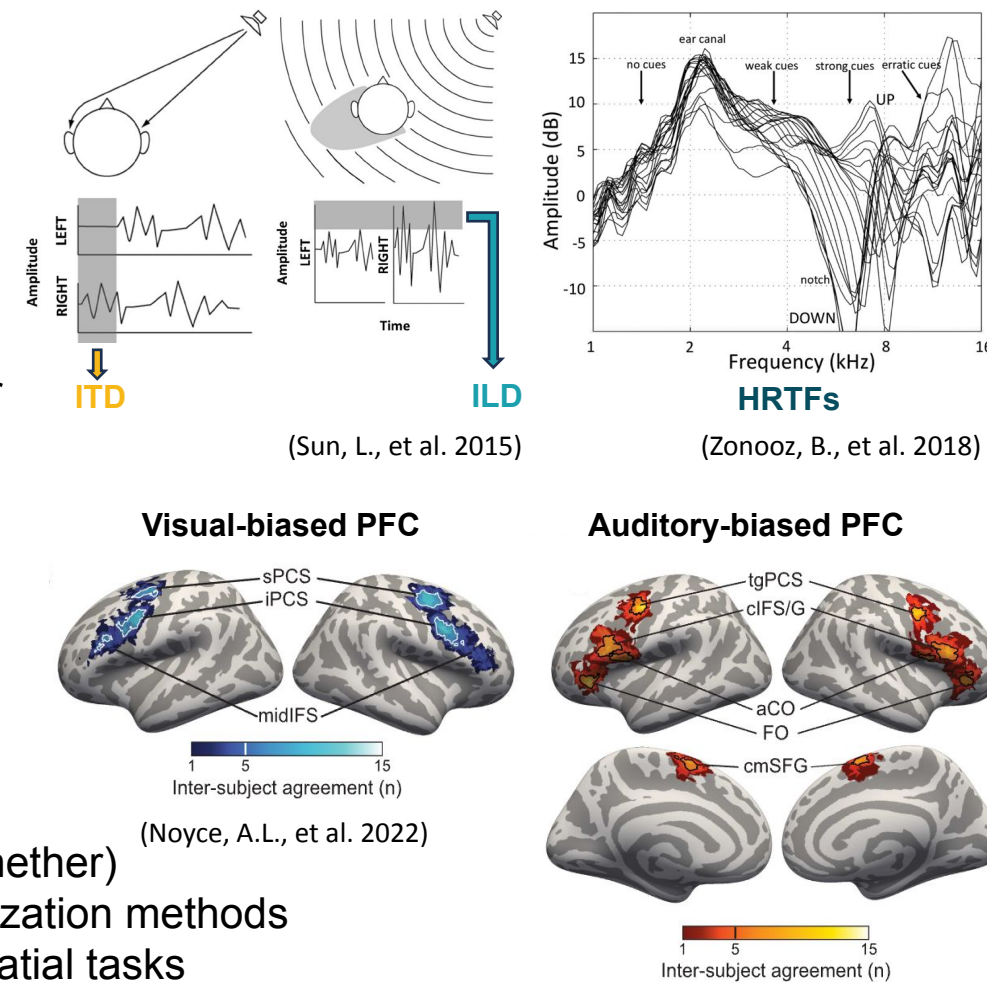 LEFT
RIGHT
Amplitude
ITD
Amplitude
LEFT
RIGHT
Time
ILD
(Sun, L., et al. 2015)
ear canal
no cues
weak cues
strong cues
erratic cues
UP
notch
DOWN
15
10
5
0
-5
-10
Amplitude (dB)
1 2 4 8 16
Frequency (kHz)
HRTFs
(Zonooz, B., et al. 2018)
Visual-biased PFC
sPCS
iPCS
midIFS
1 5 15
Inter-subject agreement (n)
(Noyce, A.L., et al. 2022)
Auditory-biased PFC
tgPCS
cIFS/G
aCO
FO
cmSFG
1 5 15
Inter-subject agreement (n)
nether)
ization methods
patial tasks